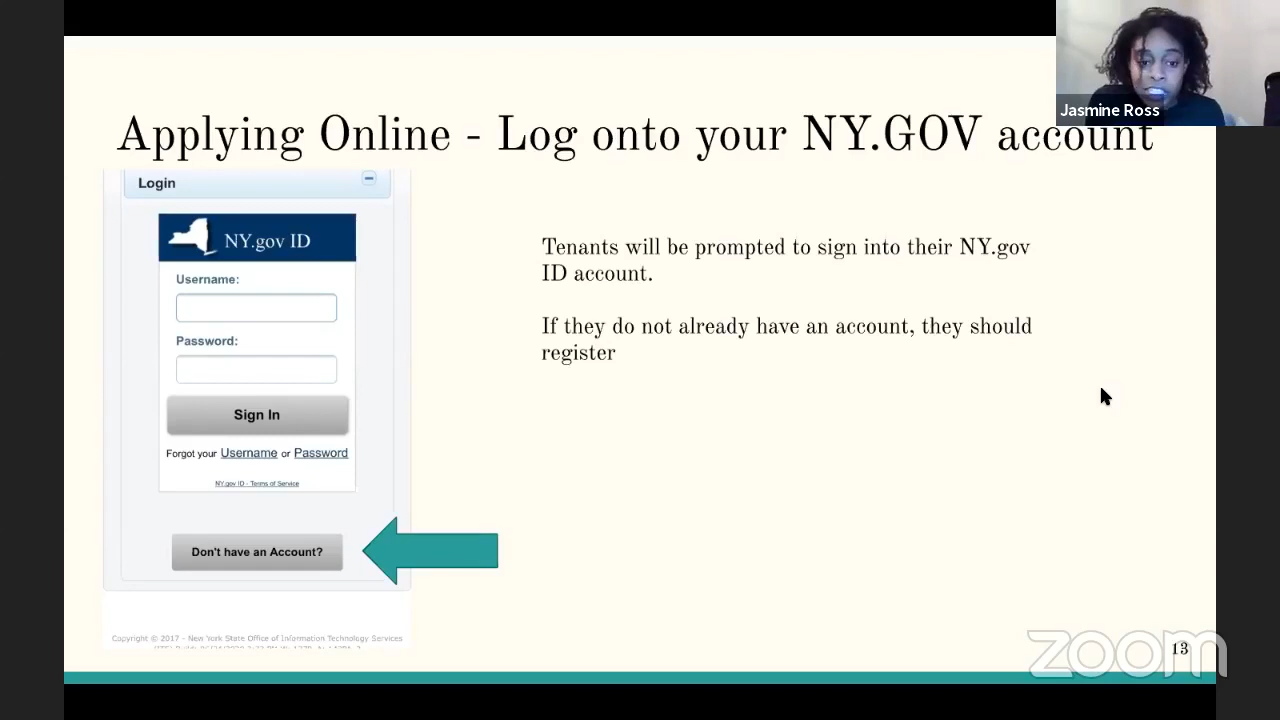 Jasmine Ross
Applying Online - Log onto your NY.GOV account
Login
NY.gov ID
Username:
Password:
Sign In
Forgot your Username or Password
NY.gov ID - Terms of Service
Don't have an Account?
Tenants will be prompted to sign into their NY.gov
ID account.
If they do not already have an account, they should
register
Copyright © 2017 - New York State Office of Information Technology Services
zoom
13